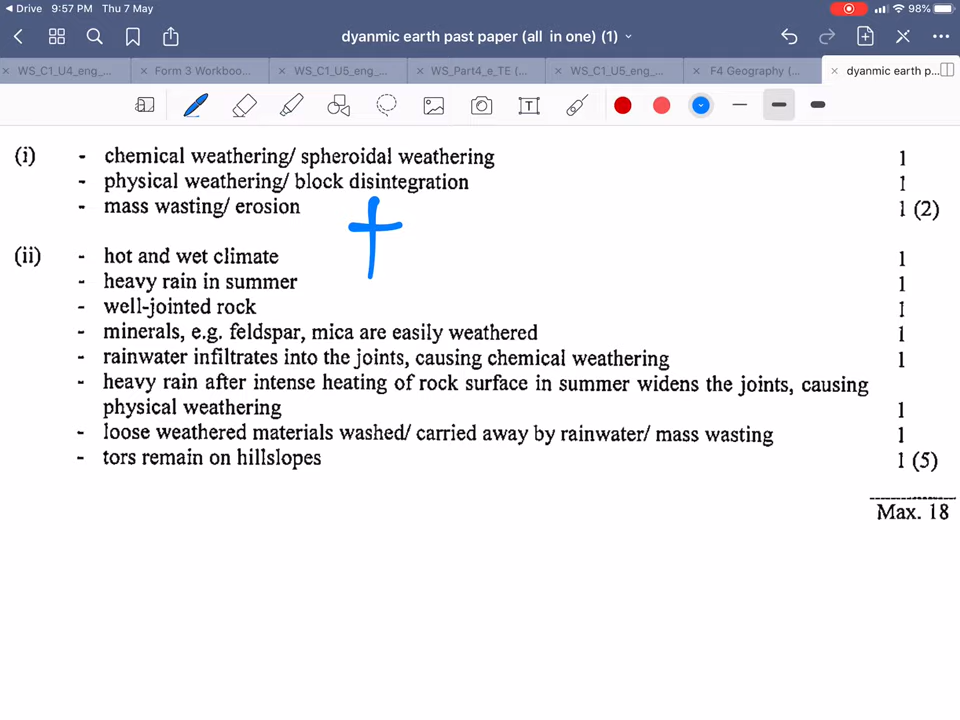 Drive 9:57 PM Thu 7 May 98%
dyanmic earth past paper (all in one) (1)
WS_C1_U4_eng_... Form 3 Workboo... WS_C1_U5_eng_... WS_Part4_e_TE (... WS_C1_U5_eng_... F4 Geography (... dyanmic earth p...
(i) - chemical weathering/ spheroidal weathering 1
- physical weathering/ block disintegration 1
- mass wasting/ erosion 1 (2)
(ii) - hot and wet climate 1
- heavy rain in summer 1
- well-jointed rock 1
- minerals, e.g. feldspar, mica are easily weathered 1
- rainwater infiltrates into the joints, causing chemical weathering 1
- heavy rain after intense heating of rock surface in summer widens the joints, causing
physical weathering 1
- loose weathered materials washed/ carried away by rainwater/ mass wasting 1
- tors remain on hillslopes 1 (5)
Max. 18